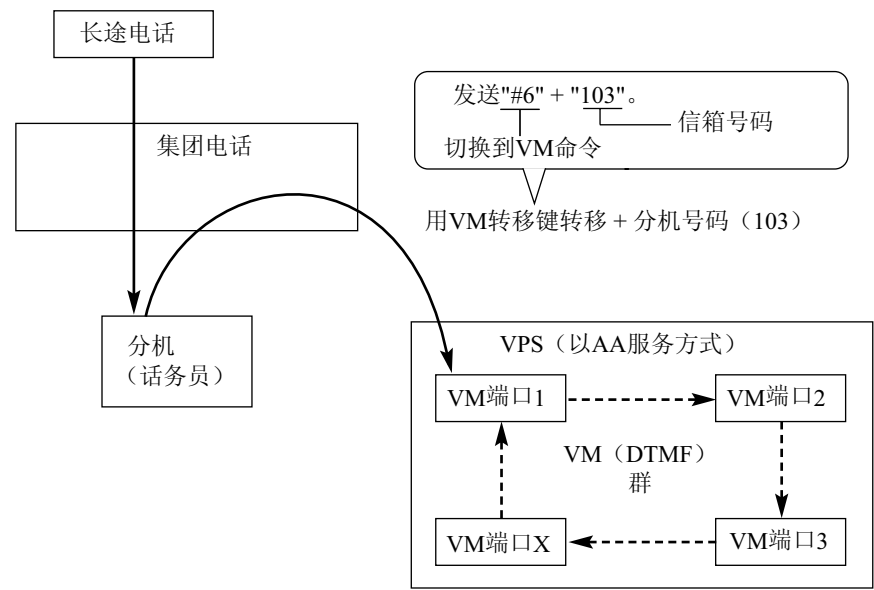 长途电话
集团电话
发送"#6" + "103"。
信箱号码
切换到VM命令
用VM转移键转移 + 分机号码（103）
分机
（话务员）
VPS（以AA服务方式）
VM端口1
VM端口2
VM（DTMF）
群
VM端口X
VM端口3